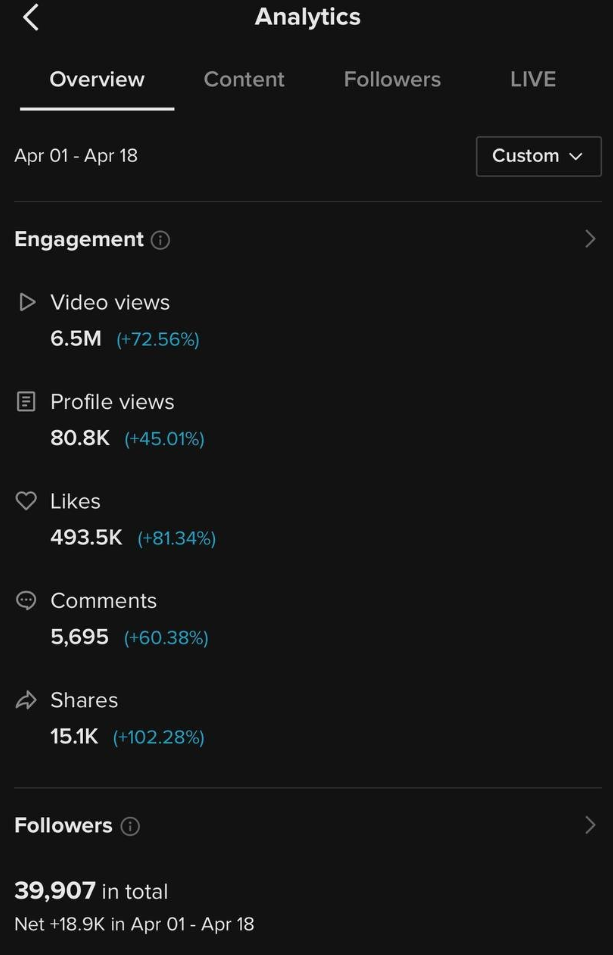 Analytics
Overview Content Followers LIVE
Apr 01 - Apr 18 Custom
Engagement
Video views
6.5M (+72.56%)
Profile views
80.8K (+45.01%)
Likes
493.5K (+81.34%)
Comments
5,695 (+60.38%)
Shares
15.1K (+102.28%)
Followers
39,907 in total
Net +18.9K in Apr 01 - Apr 18